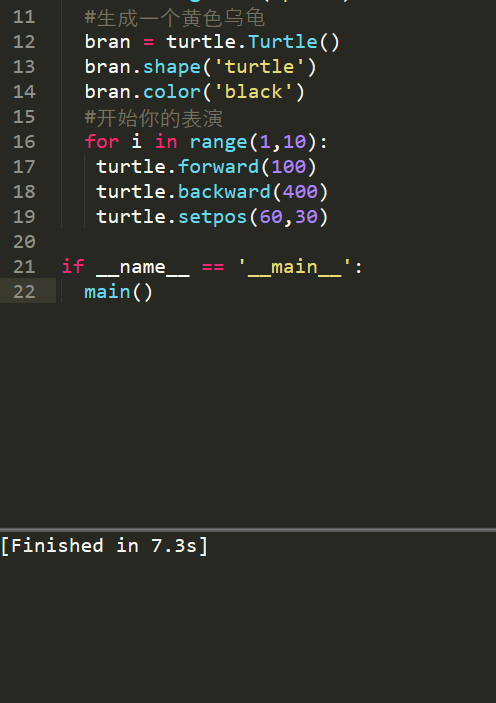 11 #生成一个黄色乌龟
12 bran = turtle.Turtle()
13 bran.shape('turtle')
14 bran.color('black')
15 #开始你的表演
16 for i in range(1,10):
17 turtle.forward(100)
18 turtle.backward(400)
19 turtle.setpos(60,30)
20
21 if __name__ == '__main__':
22 main()
[Finished in 7.3s]